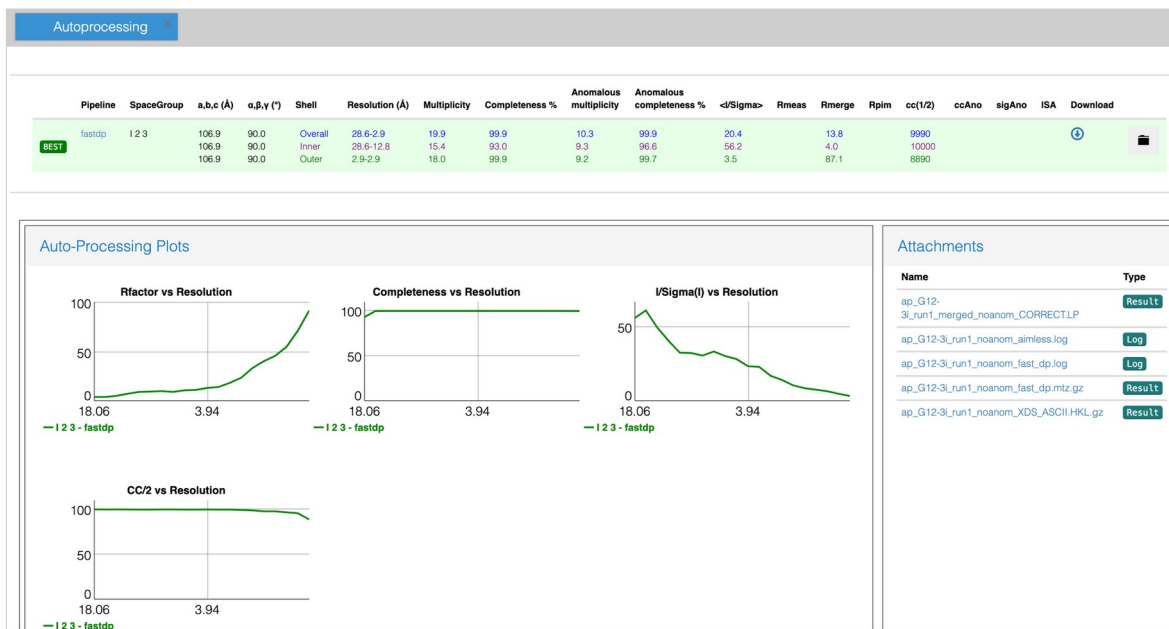 Autoprocessing
Anomalous Anomalous
Pipeline SpaceGroup a,b,c (Å) α,β,γ (°) Shell Resolution (Å) Multiplicity Completeness % multiplicity completeness % <I/Sigma> Rmeas Rmerge Rpim cc(1/2) ccAno sigAno ISA Download
fastdp I 2 3 106.9 90.0 Overall 28.6-2.9 19.9 99.9 10.3 99.9 20.4 13.8 9990
BEST 106.9 90.0 Inner 28.6-12.8 15.4 93.0 9.3 96.6 56.2 4.0 10000
106.9 90.0 Outer 2.9-2.9 18.0 99.9 9.2 99.7 3.5 87.1 8890
Auto-Processing Plots
Rfactor vs Resolution
100
50
0
18.06 3.94
I 2 3 - fastdp
Completeness vs Resolution
100
50
0
18.06 3.94
I 2 3 - fastdp
I/Sigma(I) vs Resolution
50
0
18.06 3.94
I 2 3 - fastdp
CC/2 vs Resolution
100
50
0
18.06 3.94
I 2 3 - fastdp
Attachments
Name Type
ap_G12-
3i_run1_merged_noanom_CORRECT.LP Result
ap_G12-3i_run1_noanom_aimless.log Log
ap_G12-3i_run1_noanom_fast_dp.log Log
ap_G12-3i_run1_noanom_fast_dp.mtz.gz Result
ap_G12-3i_run1_noanom_XDS_ASCII.HKL.gz Result